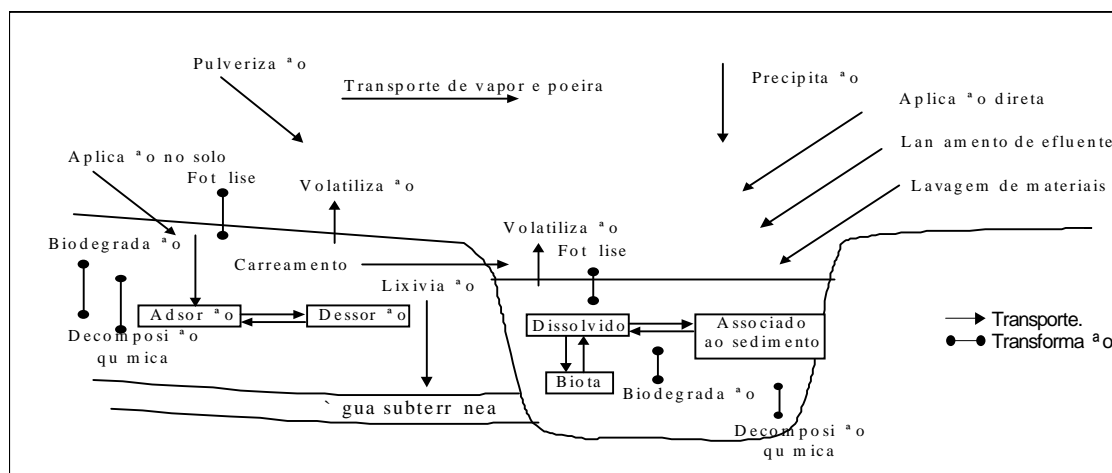 Pulveriza ªo
Transporte de vapor e poeira
Precipita ªo
Aplica ªo direta
Lan amento de efluente
Lavagem de materiais
Aplica ªo no solo
Fot lise
Volatiliza ªo
Biodegrada ªo
Carreamento
Lixivia ªo
Adsor ªo
Dessor ªo
Decomposi ªo
qu mica
` gua subterr nea
Volatiliza ªo
Fot lise
Dissolvido
Associado
ao sedimento
Biota
Biodegrada ªo
Decomposi ªo
qu mica
Transporte.
Transforma ªo